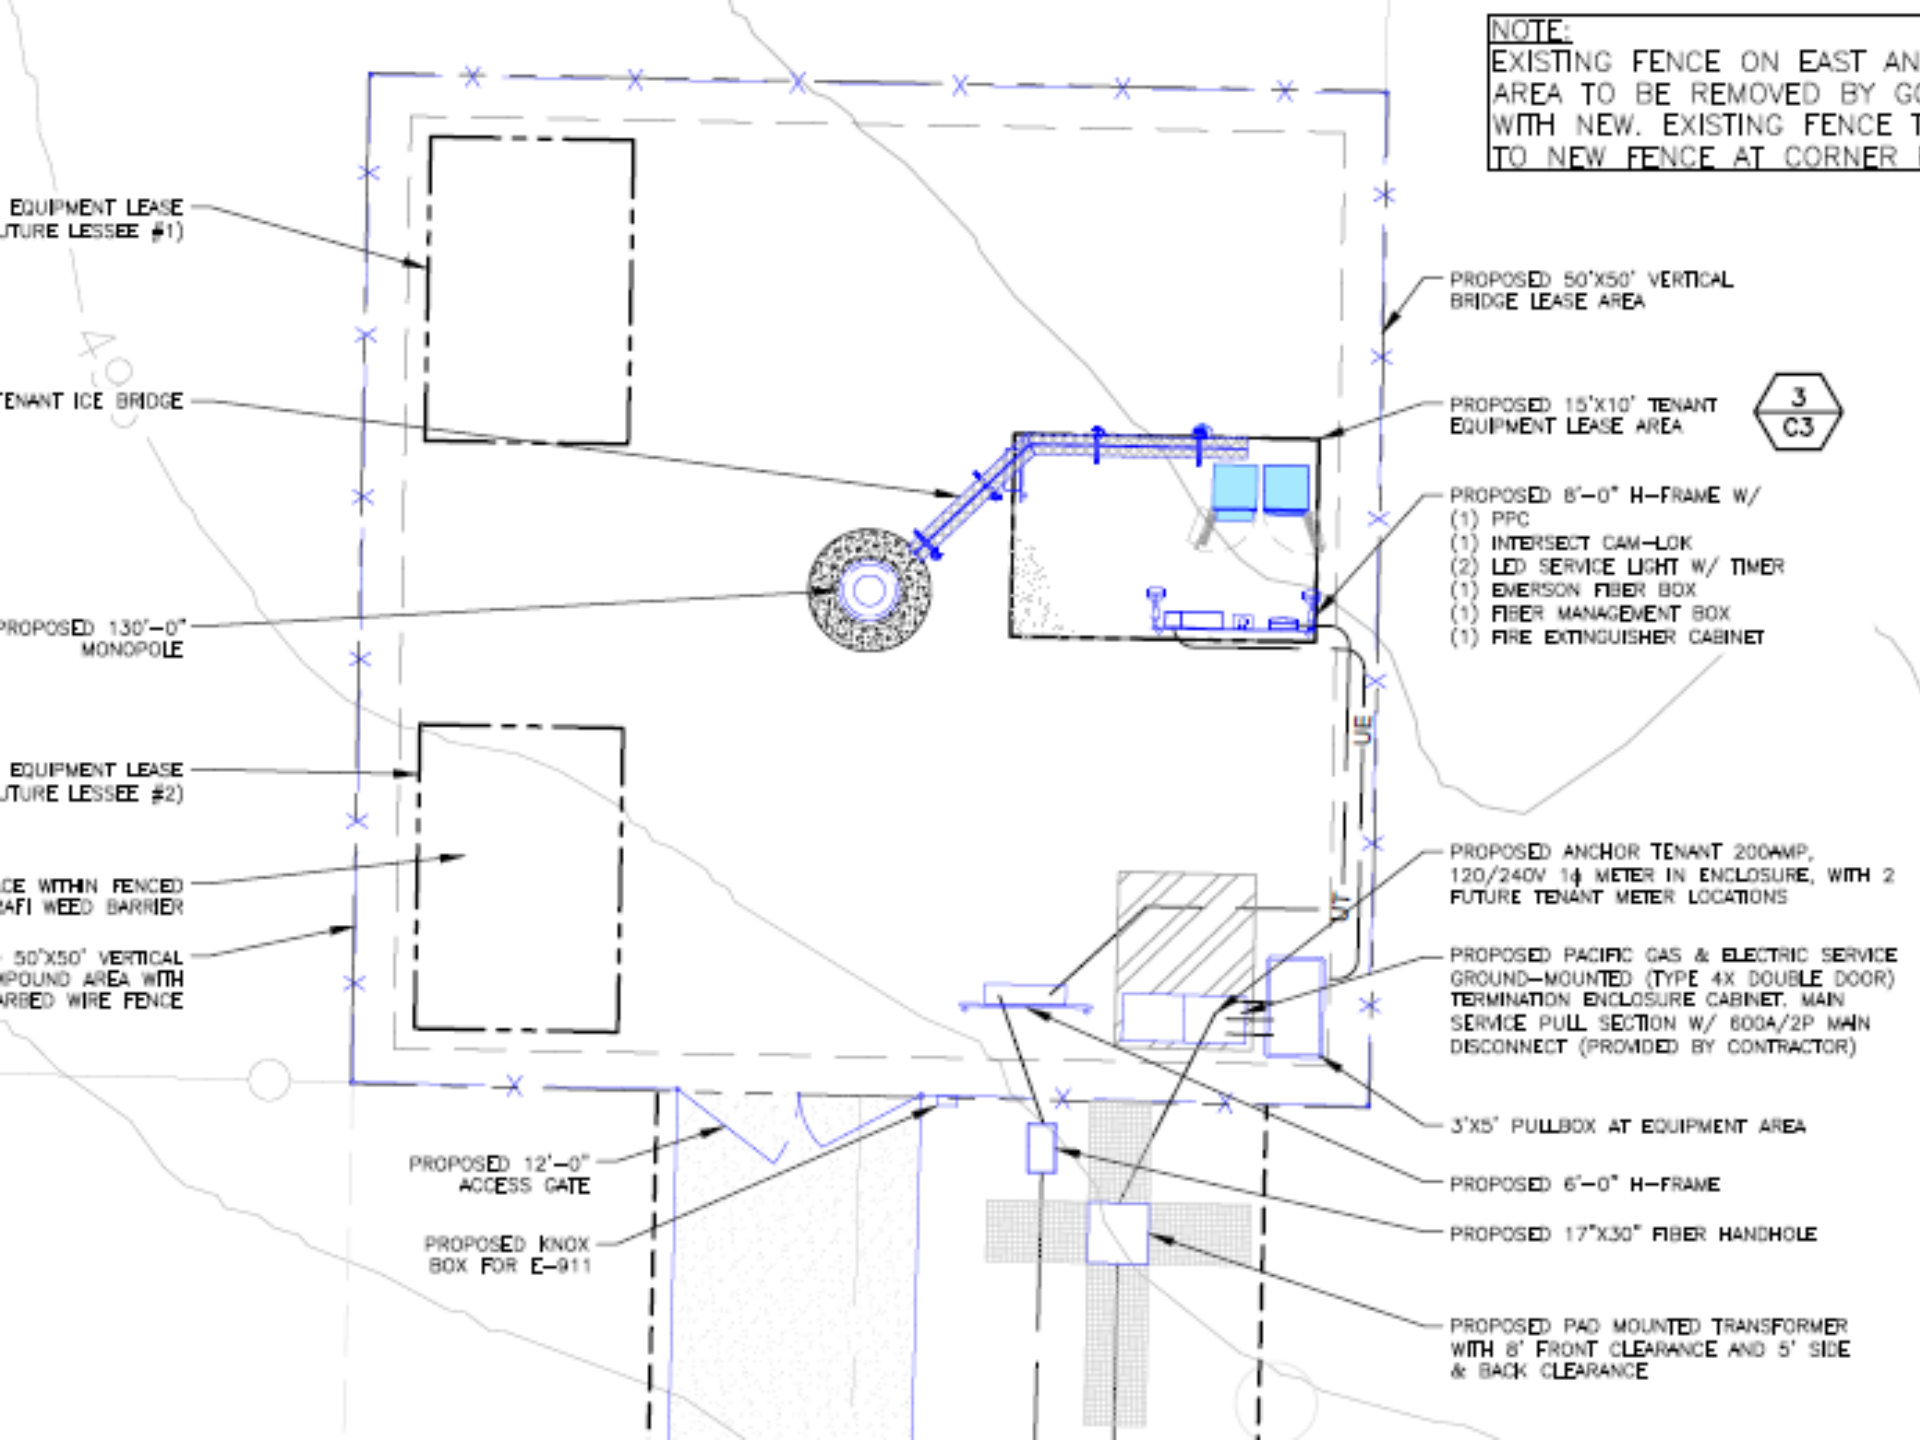 NOTE:
EXISTING FENCE ON EAST AN
AREA TO BE REMOVED BY GC
WITH NEW. EXISTING FENCE T
TO NEW FENCE AT CORNER
EQUIPMENT LEASE
UTURE LESSEE #1)
TENANT ICE BRIDGE
PROPOSED 130'-0"
MONOPOLE
EQUIPMENT LEASE
UTURE LESSEE #2)
ACE WITHIN FENCED
RAFI WEED BARRIER
50'X50' VERTICAL
MPOUND AREA WITH
ARBED WIRE FENCE
PROPOSED 12'-0"
ACCESS GATE
PROPOSED KNOX
BOX FOR E-911
UE
UT
PROPOSED 50'X50' VERTICAL
BRIDGE LEASE AREA
PROPOSED 15'X10' TENANT
EQUIPMENT LEASE AREA
3
C3
PROPOSED 8'-0" H-FRAME W/
(1) PPC
(1) INTERSECT CAM-LOK
(2) LED SERVICE LIGHT W/ TIMER
(1) EMERSON FIBER BOX
(1) FIBER MANAGEMENT BOX
(1) FIRE EXTINGUISHER CABINET
PROPOSED ANCHOR TENANT 200AMP,
120/240V 1ϕ METER IN ENCLOSURE, WITH 2
FUTURE TENANT METER LOCATIONS
PROPOSED PACIFIC GAS & ELECTRIC SERVICE
GROUND-MOUNTED (TYPE 4X DOUBLE DOOR)
TERMINATION ENCLOSURE CABINET. MAIN
SERVICE PULL SECTION W/ 600A/2P MAIN
DISCONNECT (PROVIDED BY CONTRACTOR)
3'X5' PULLBOX AT EQUIPMENT AREA
PROPOSED 6'-0" H-FRAME
PROPOSED 17"X30" FIBER HANDHOLE
PROPOSED PAD MOUNTED TRANSFORMER
WITH 8' FRONT CLEARANCE AND 5' SIDE
& BACK CLEARANCE